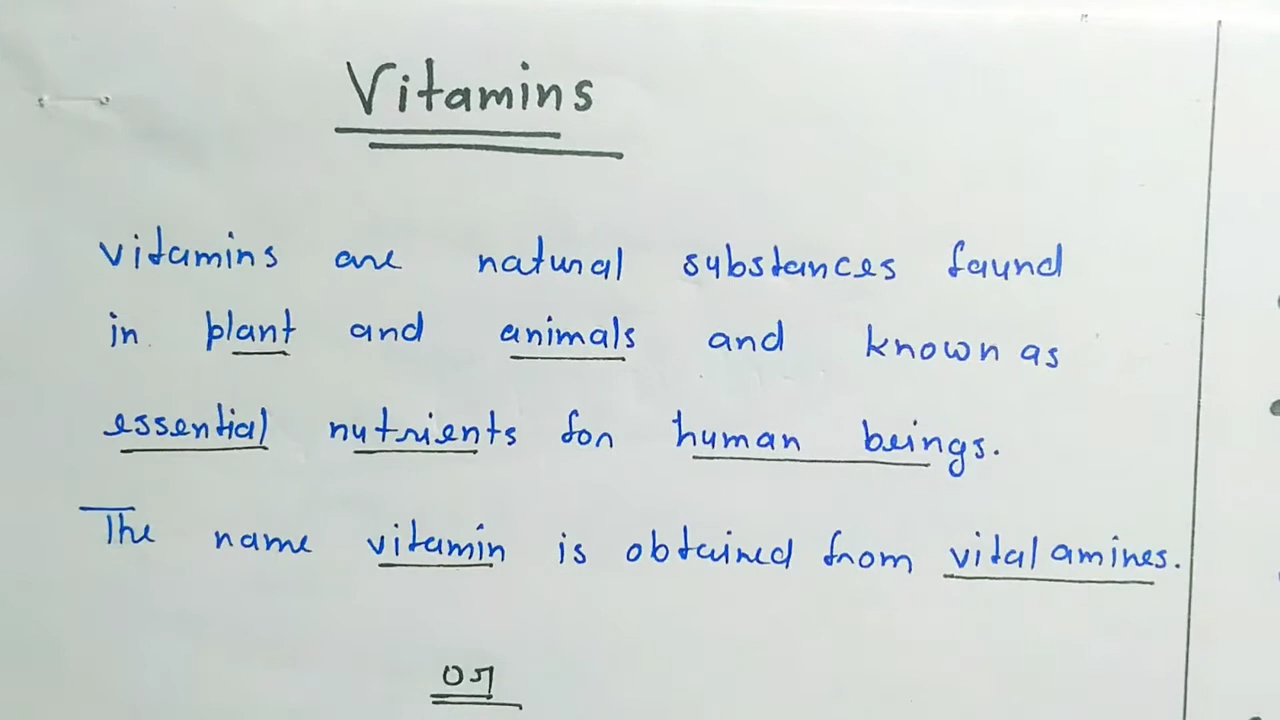 Vitamins
vitamins are natural substances faund
in plant and animals and known as
essential nutrients for human beings.
The name vitamin is obtained from vital amines.
or